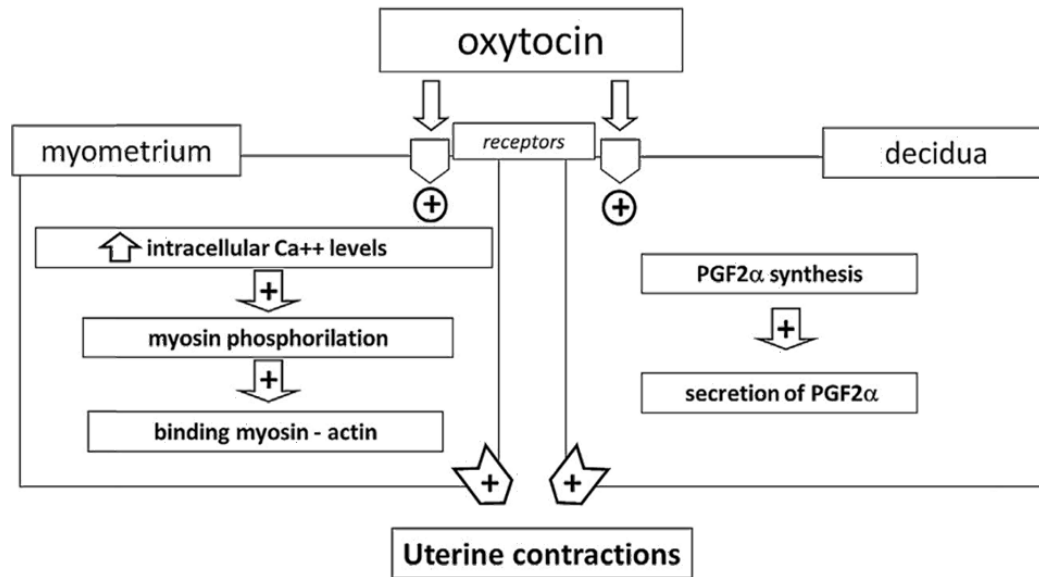 oxytocin
myometrium
receptors
decidua
+
+
intracellular Ca++ levels
+
myosin phosphorilation
+
binding myosin - actin
PGF2α synthesis
+
secretion of PGF2α
+
+
Uterine contractions